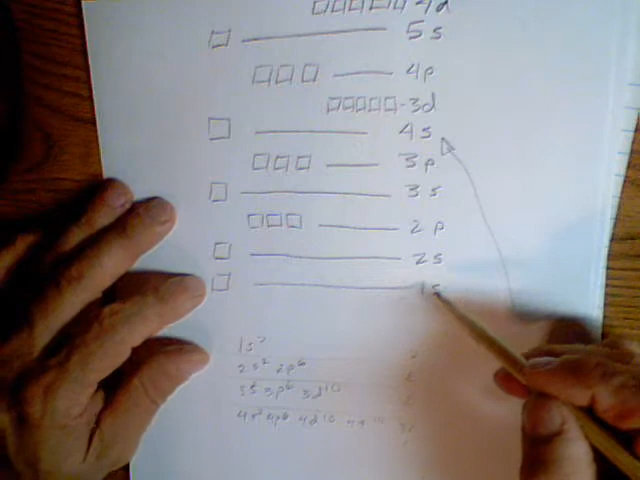 4d
5s
4p
3d
4s
3p
3s
2p
2s
1s
1s²
2s² 2p⁶
3s² 3p⁶ 3d¹⁰
4s² 4p⁶ 4d¹⁰